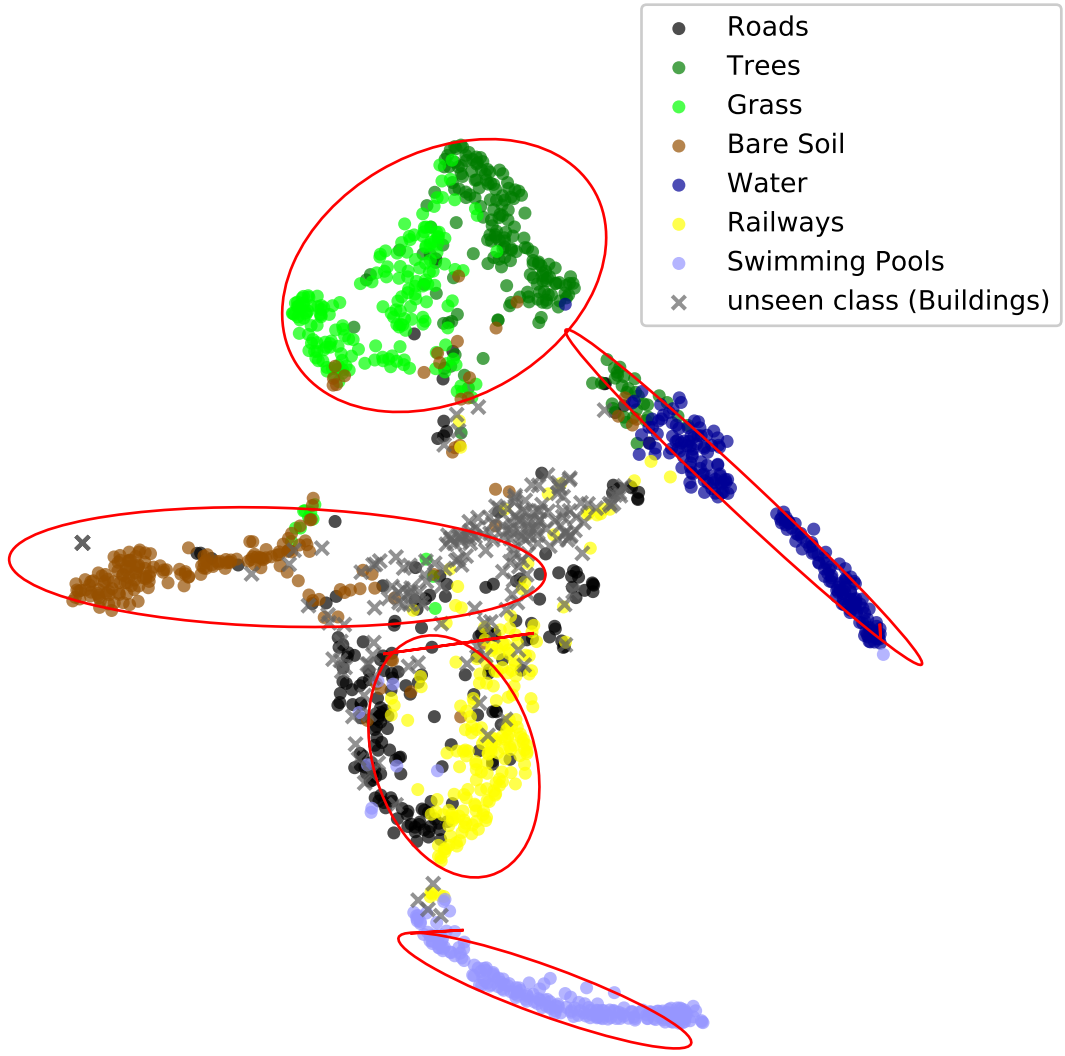 Roads
Trees
Grass
Bare Soil
Water
Railways
Swimming Pools
unseen class (Buildings)